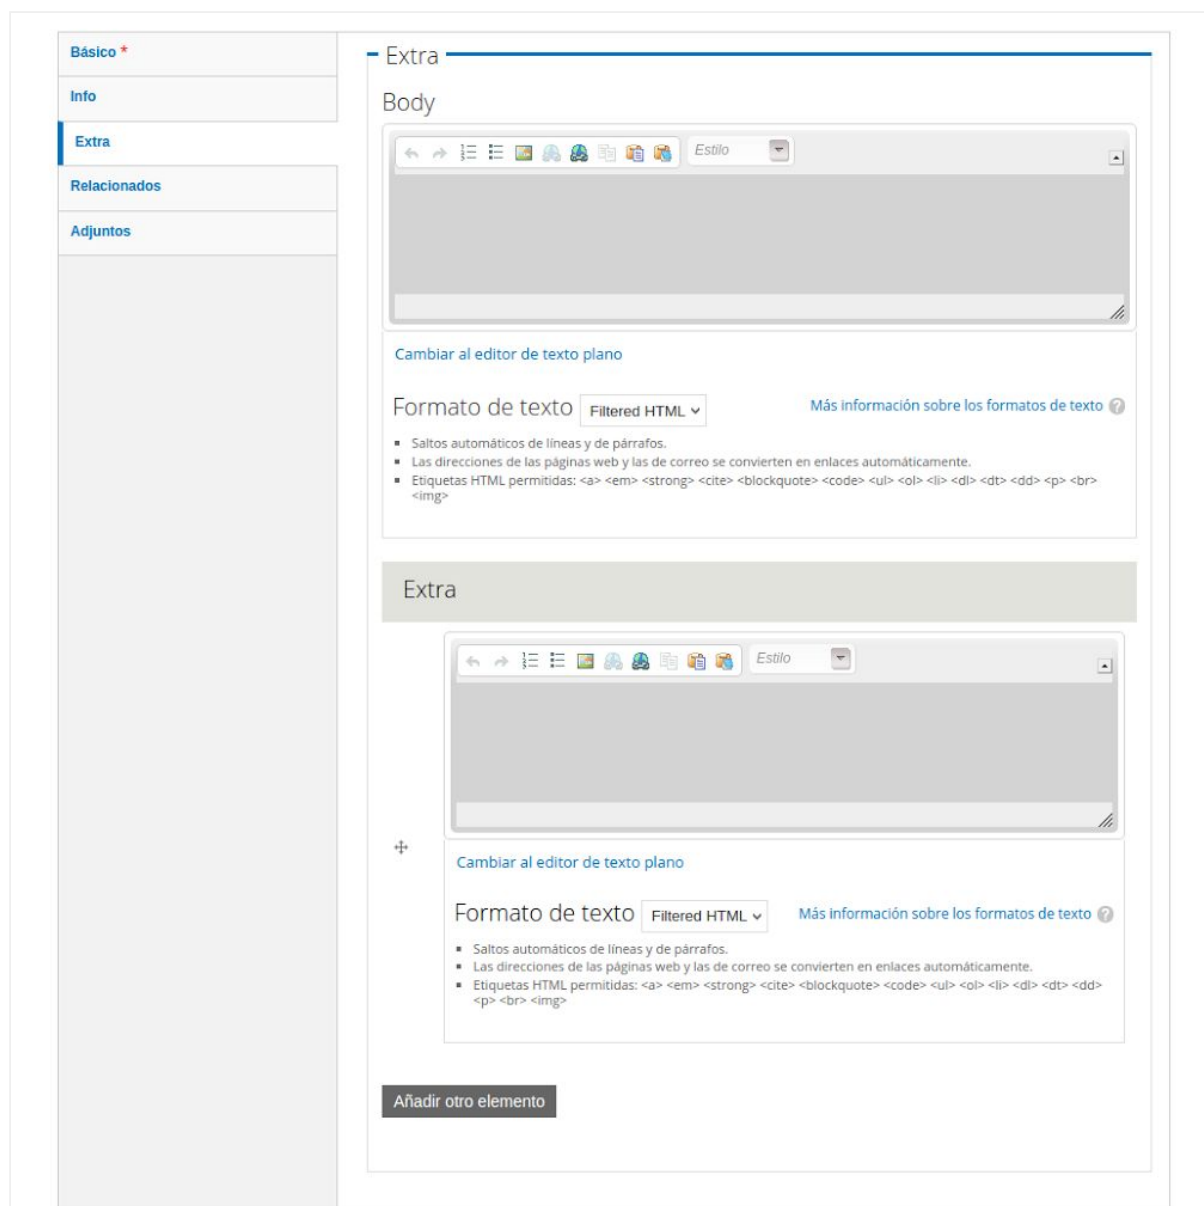 Básico *
Info
Extra
Relacionados
Adjuntos
Extra
Body
Estilo
Cambiar al editor de texto plano
Formato de texto Filtered HTML Más información sobre los formatos de texto ?
Saltos automáticos de líneas y de párrafos.
Las direcciones de las páginas web y las de correo se convierten en enlaces automáticamente.
Etiquetas HTML permitidas: <a> <em> <strong> <cite> <blockquote> <code> <ul> <ol> <li> <dl> <dt> <dd> <p> <br>
<img>
Extra
Estilo
Cambiar al editor de texto plano
Formato de texto Filtered HTML Más información sobre los formatos de texto ?
Saltos automáticos de líneas y de párrafos.
Las direcciones de las páginas web y las de correo se convierten en enlaces automáticamente.
Etiquetas HTML permitidas: <a> <em> <strong> <cite> <blockquote> <code> <ul> <ol> <li> <dl> <dt> <dd>
<p> <br> <img>
Añadir otro elemento